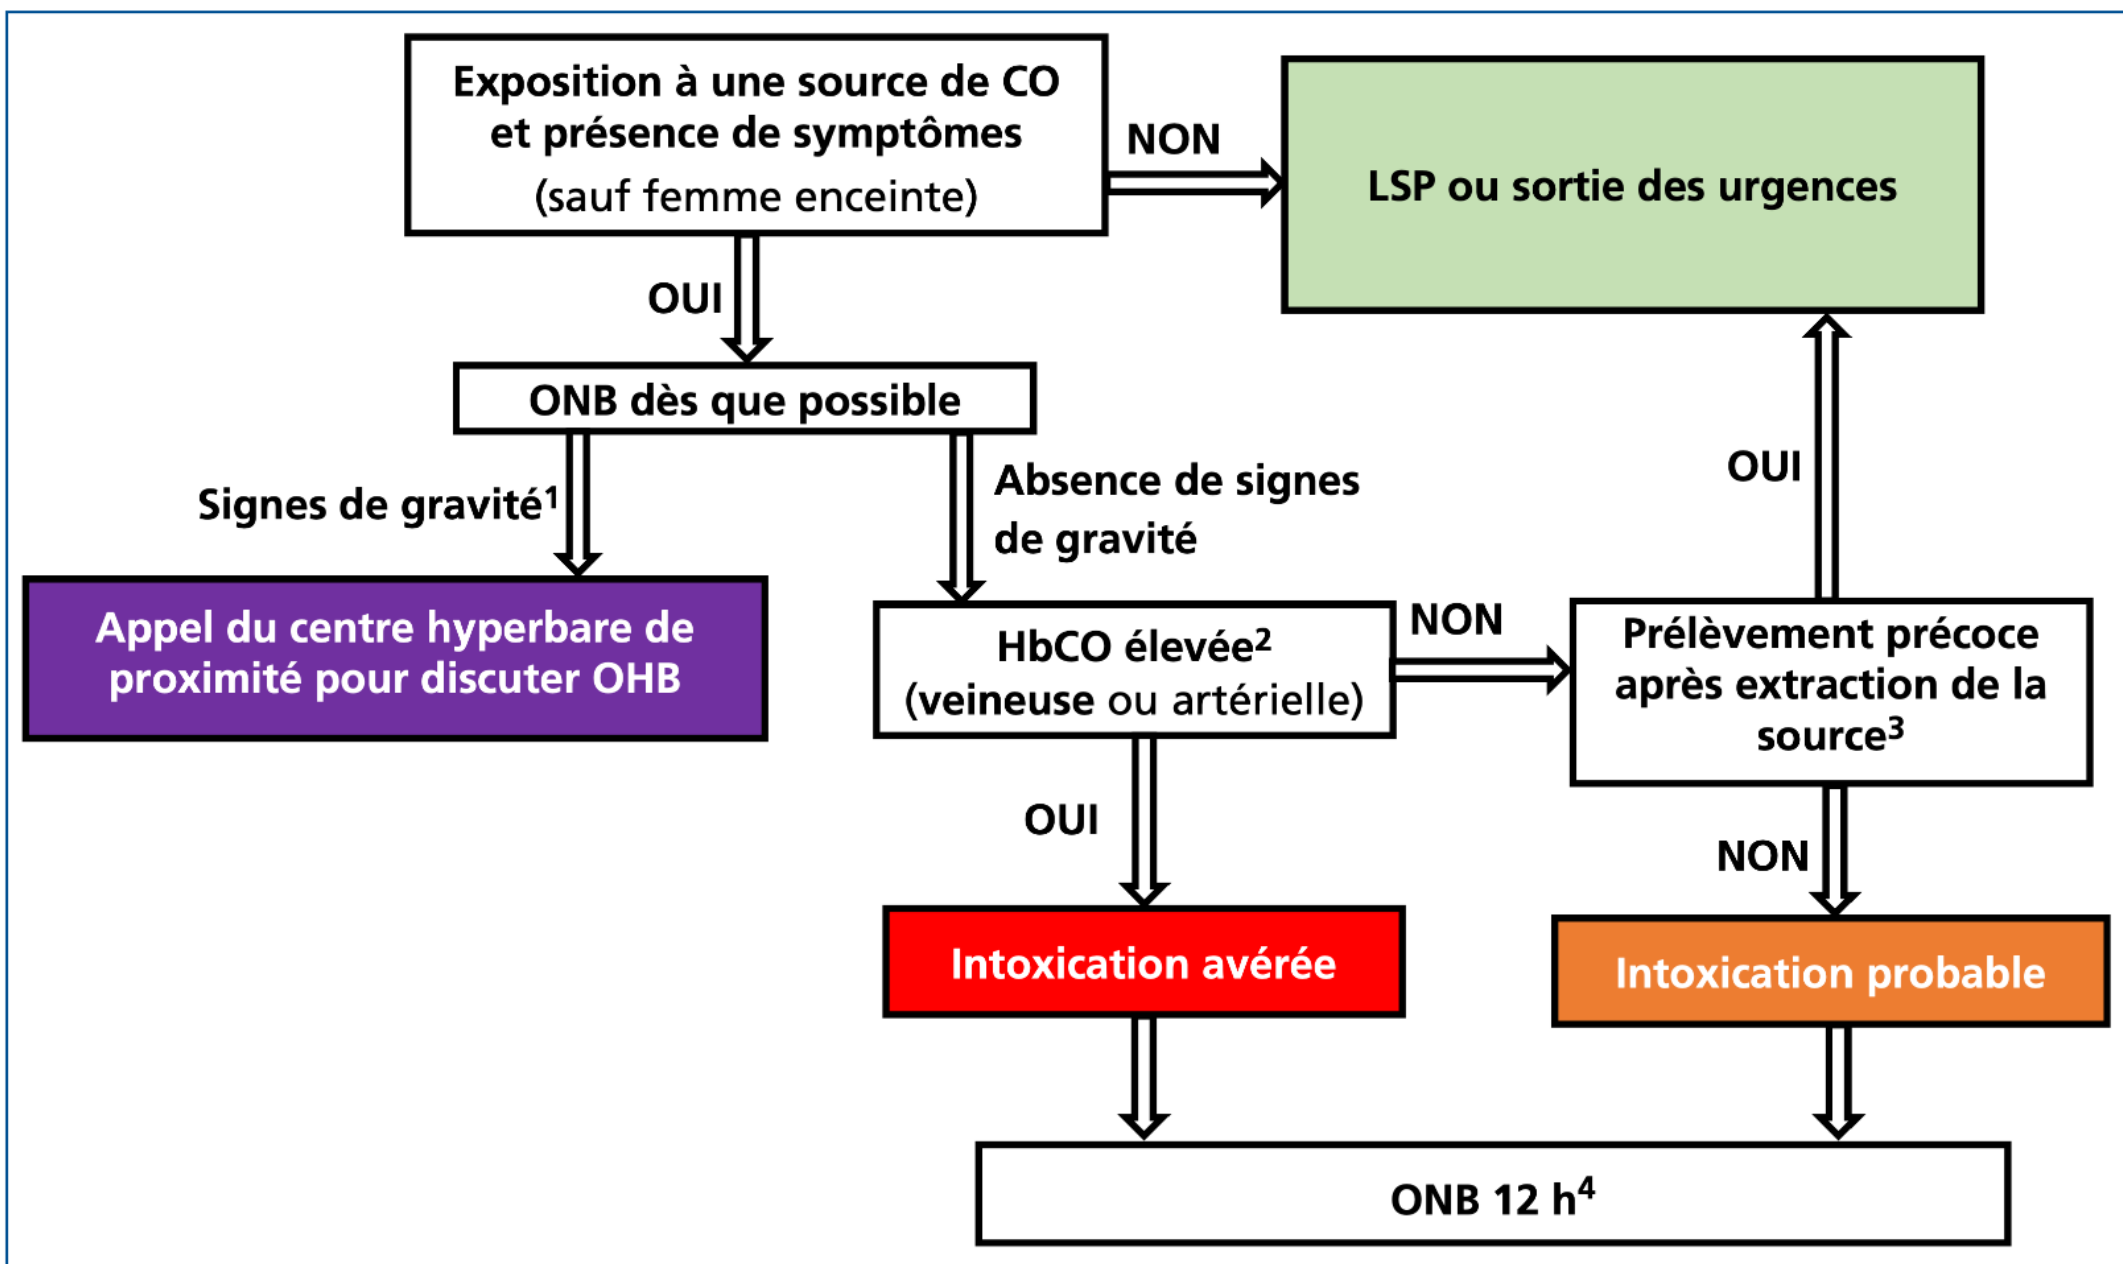 Exposition à une source de CO
et présence de symptômes
(sauf femme enceinte)
NON
LSP ou sortie des urgences
OUI
ONB dès que possible
Signes de gravité¹
Absence de signes
de gravité
OUI
Appel du centre hyperbare de
proximité pour discuter OHB
HbCO élevée²
(veineuse ou artérielle)
NON
Prélèvement précoce
après extraction de la
source³
OUI
NON
Intoxication avérée
Intoxication probable
ONB 12 h⁴